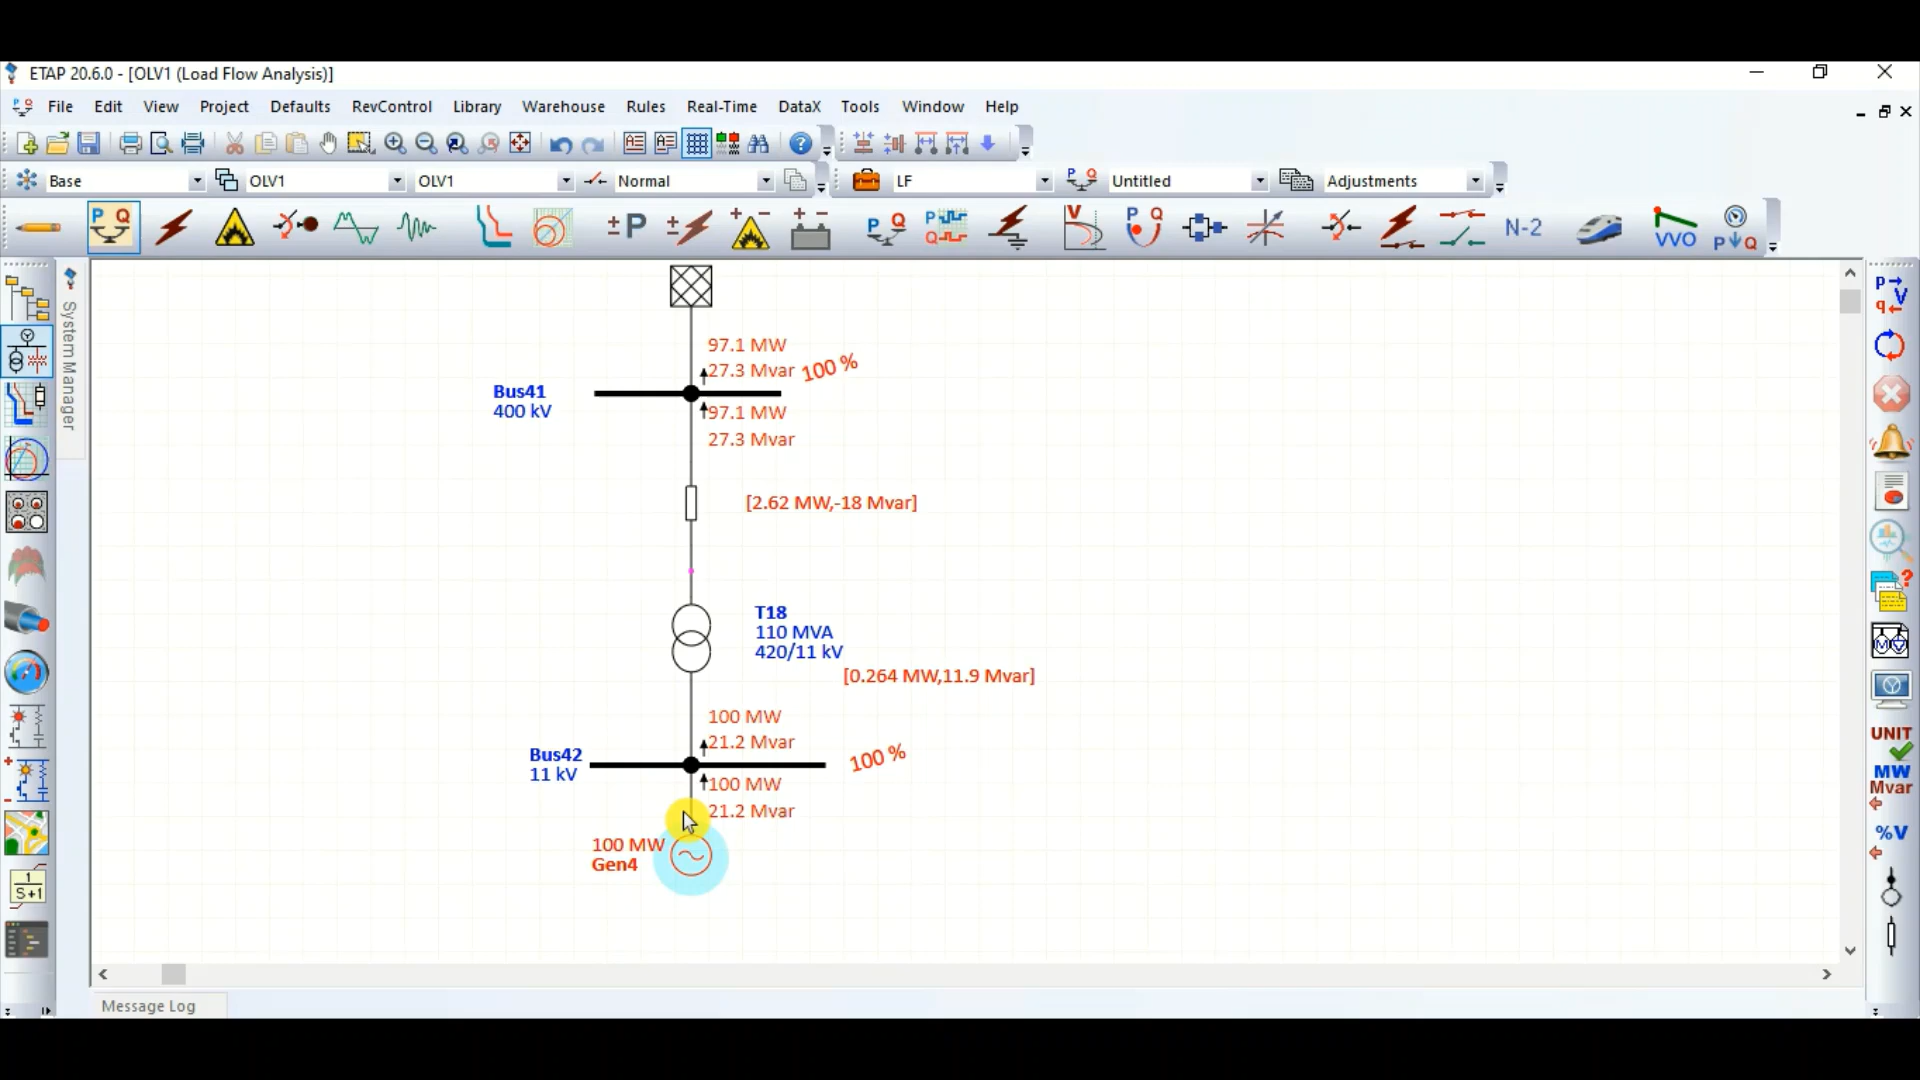 ETAP 20.6.0 - [OLV1 (Load Flow Analysis)]
File Edit View Project Defaults RevControl Library Warehouse Rules Real-Time DataX Tools Window Help
Base OLV1 OLV1 Normal LF Untitled Adjustments
P Q ±P P Q P Q V P Q N-2 VVO P Q
System Manager
97.1 MW
27.3 Mvar 100 %
Bus41
400 kV
97.1 MW
27.3 Mvar
[2.62 MW,-18 Mvar]
T18
110 MVA
420/11 kV
[0.264 MW,11.9 Mvar]
100 MW
21.2 Mvar
Bus42
11 kV
100 %
100 MW
21.2 Mvar
100 MW
Gen4
1
S+1
P
V
q
UNIT
MW
Mvar
%V
Message Log